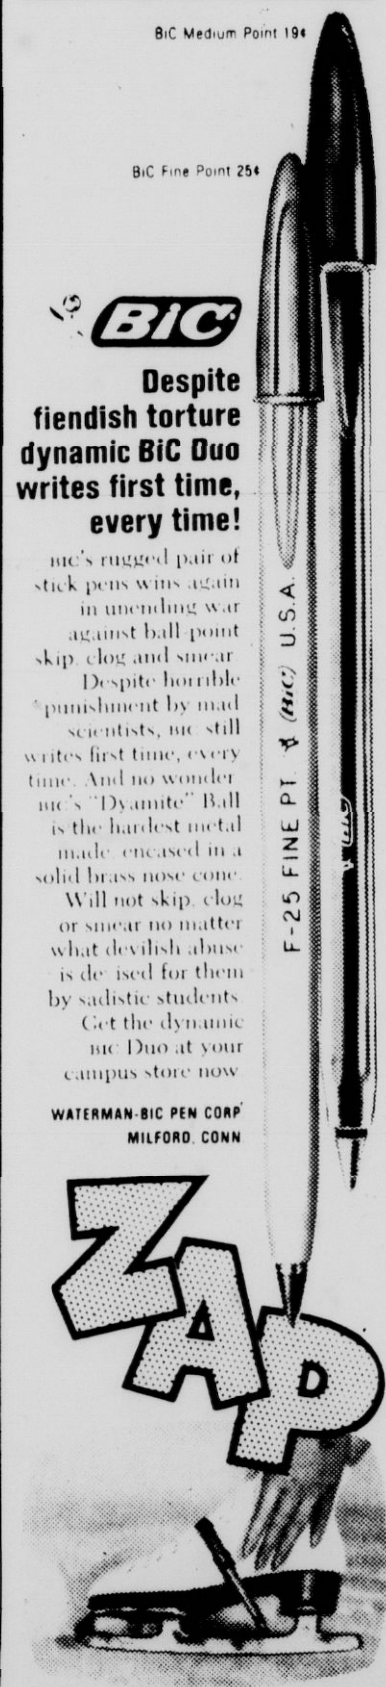 BiC Medium Point 19¢
BiC Fine Point 25¢
BiC
Despite
fiendish torture
dynamic BiC Duo
writes first time,
every time!
BIC's rugged pair of
stick pens wins again
in unending war
against ball-point
skip, clog and smear.
Despite horrible
punishment by mad
scientists, BIC still
writes first time, every
time. And no wonder.
BIC's "Dyamite" Ball
is the hardest metal
made, encased in a
solid brass nose cone.
Will not skip, clog
or smear no matter
what devilish abuse
is de ised for them
by sadistic students.
Get the dynamic
BIC Duo at your
campus store now.
WATERMAN-BIC PEN CORP.
MILFORD, CONN
F-25 FINE PT. (BiC) U.S.A.
(BiC)
ZAP